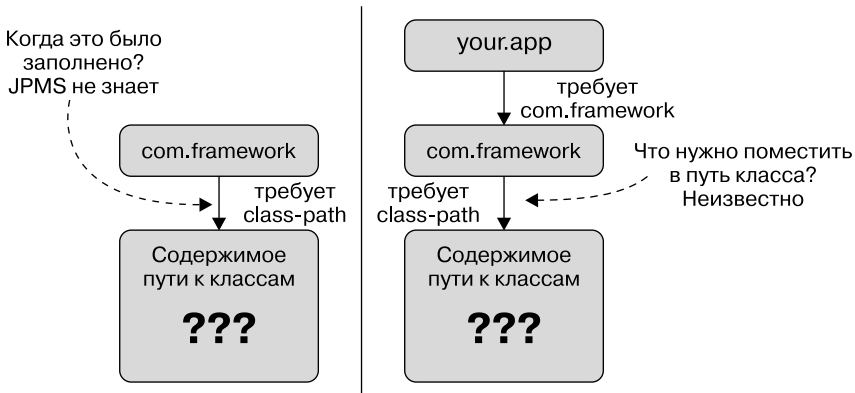 Когда это было
заполнено?
JPMS не знает
com.framework
требует
class-path
Содержимое
пути к классам
???
your.app
требует
com.framework
com.framework
Что нужно поместить
в путь класса?
Неизвестно
требует
class-path
Содержимое
пути к классам
???